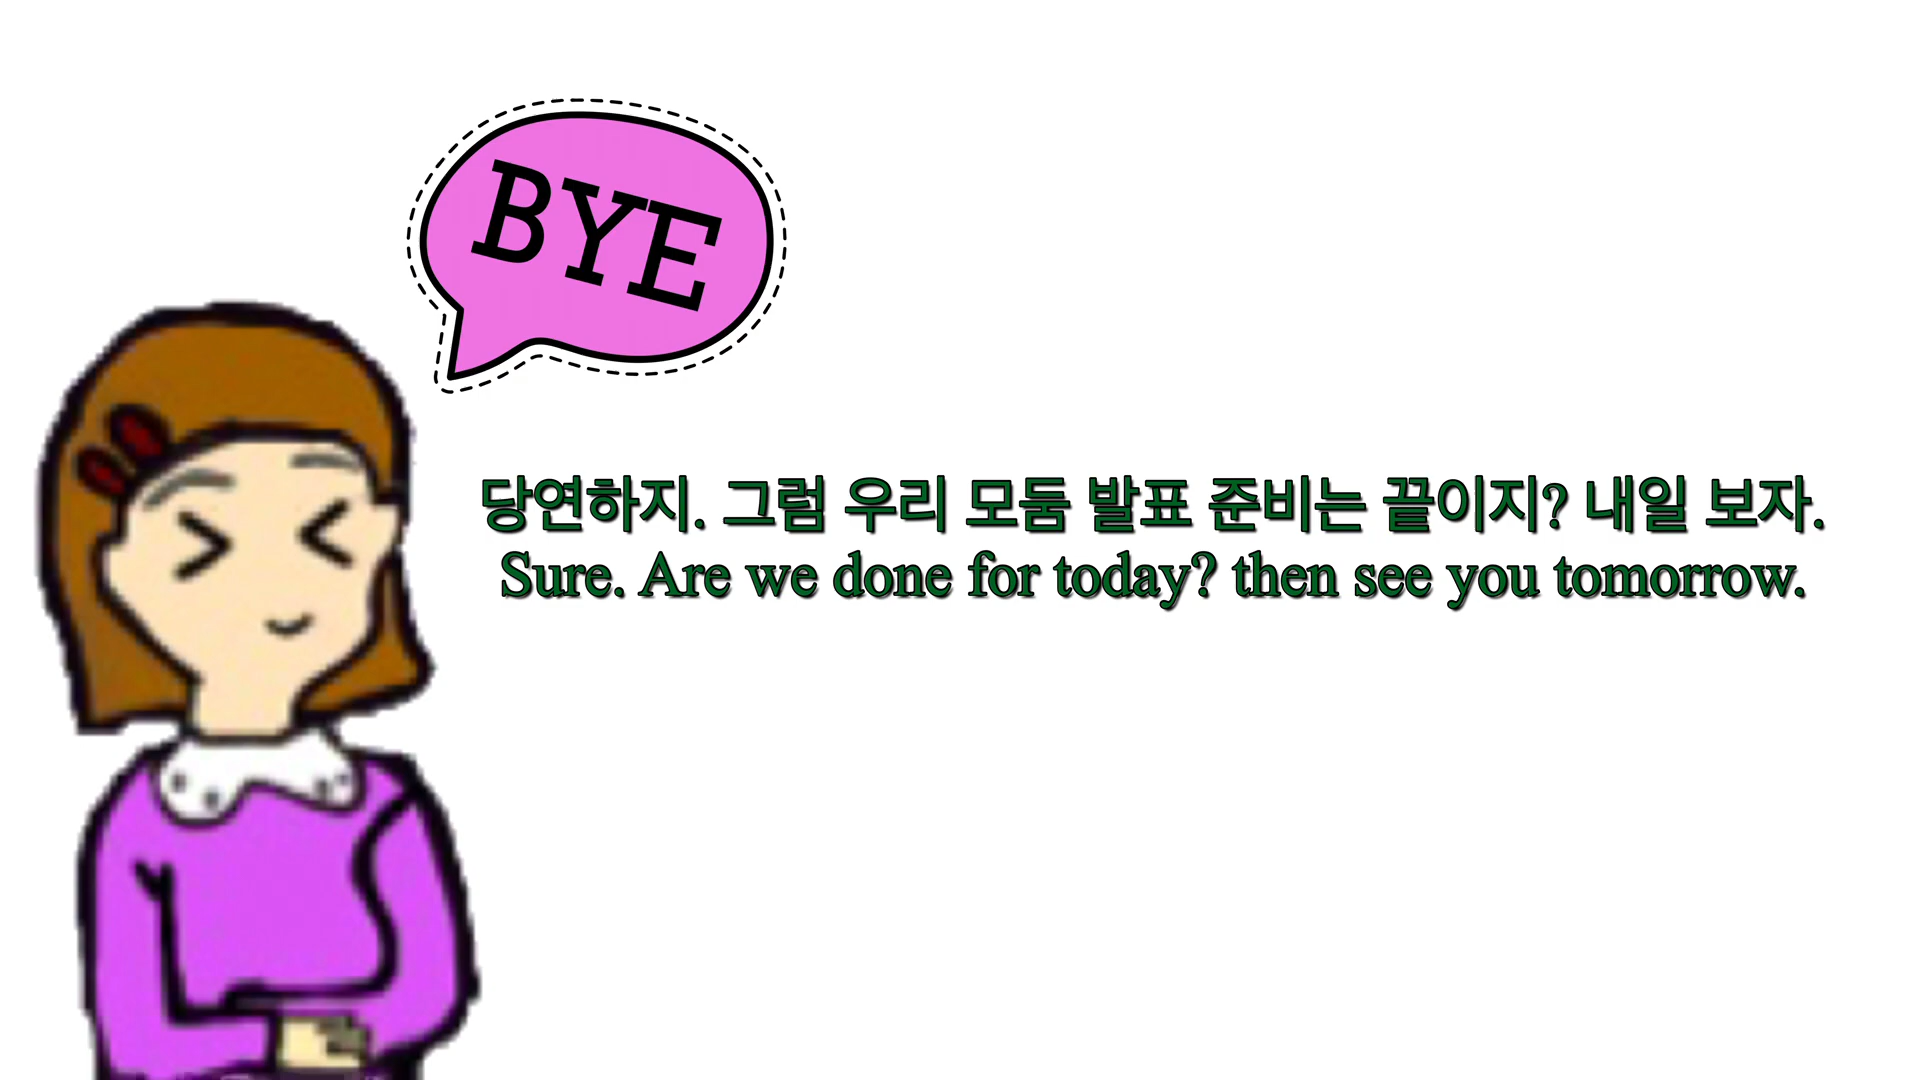 BYE
당연하지. 그럼 우리 모둠 발표 준비는 끝이지? 내일 보자.
Sure. Are we done for today? then see you tomorrow.